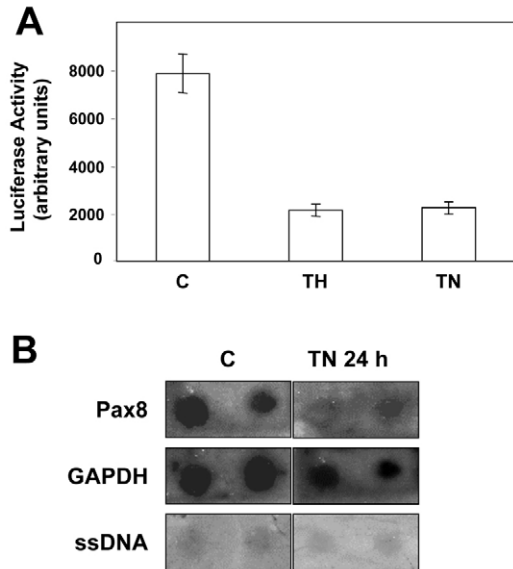 A
Luciferase Activity
(arbitrary units)
8000
6000
4000
2000
0
C TH TN
B
C TN 24 h
Pax8
GAPDH
ssDNA